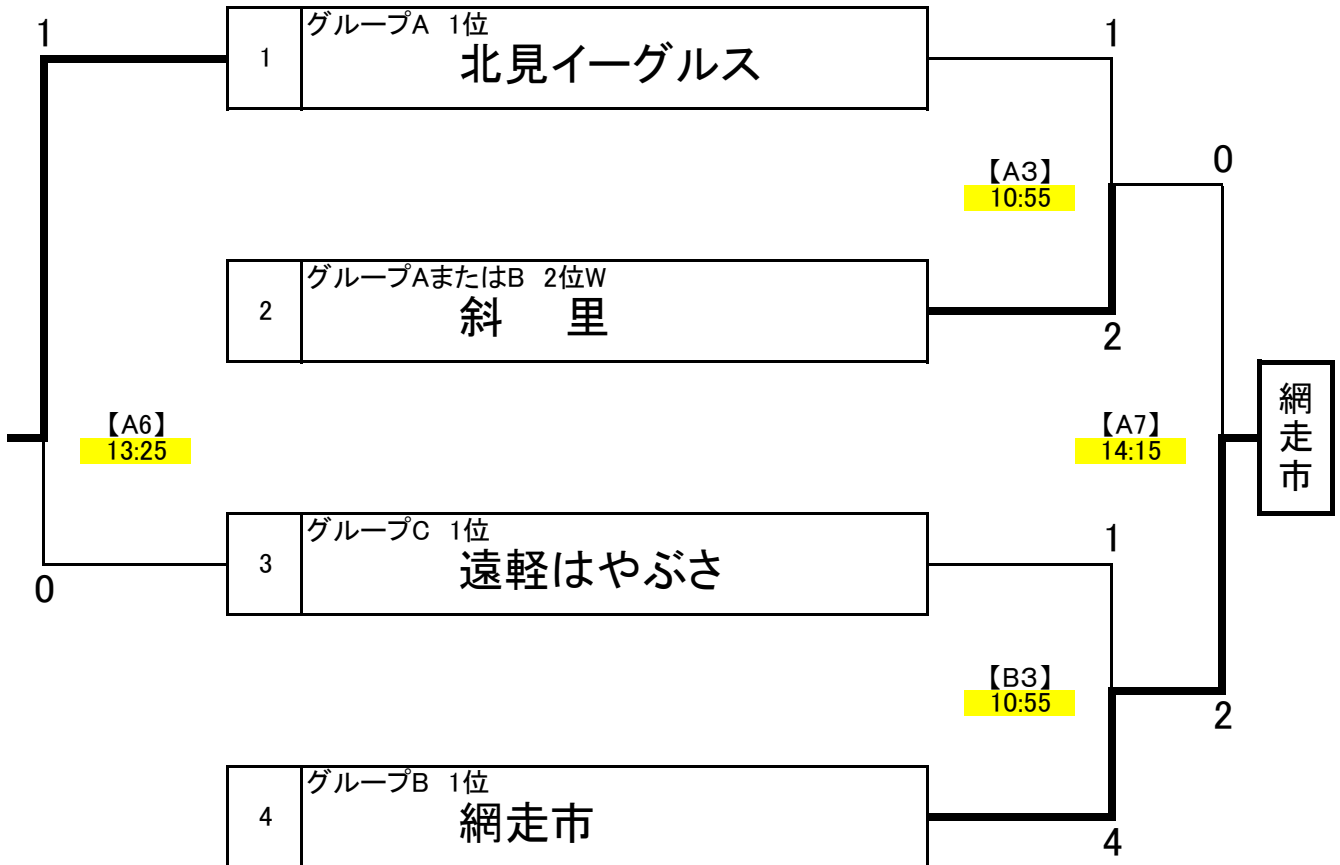 1
グループA 1位
1
1
北見イーグルス
0
【A3】
10:55
グループAまたはB 2位W
2
斜 里
2
【A6】
13:25
【A7】
14:15
網走市
グループC 1位
3
遠軽はやぶさ
1
0
【B3】
10:55
2
グループB 1位
4
網走市
4